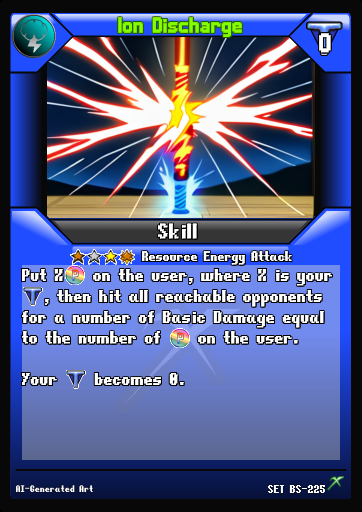 Ion Discharge
0
Skill
Resource Energy Attack
Put X P on the user, where X is your
, then hit all reachable opponents
for a number of Basic Damage equal
to the number of P on the user.
Your becomes 0.
AI-Generated Art
SET BS-225